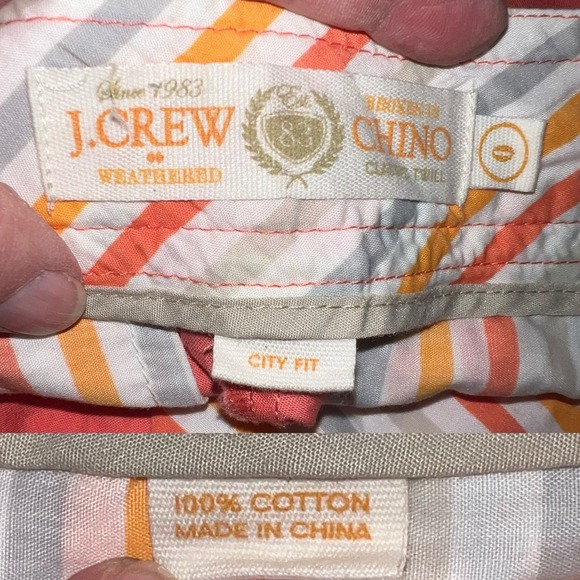 Since 1983
J.CREW
WEATHERED
Est.
83
BROKEN-IN
CHINO
CLASSIC TWILL
0
CITY FIT
100% COTTON
MADE IN CHINA